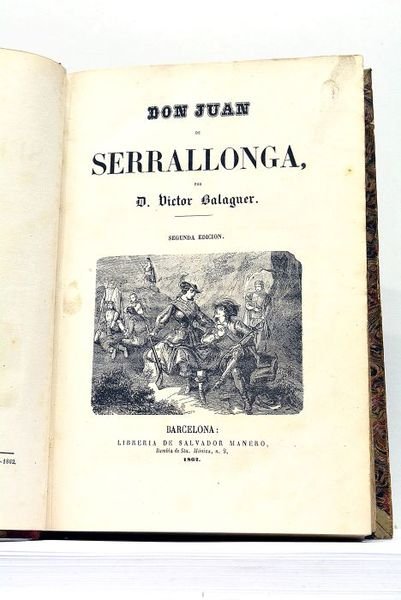 DON JUAN
DE
SERRALLONGA,
POR
D. Victor Balaguer.
SEGUNDA EDICION.
BARCELONA:
LIBRERIA DE SALVADOR MANERO,
Rambla de Sta. Mónica, n. 2,
1862.
-1862.